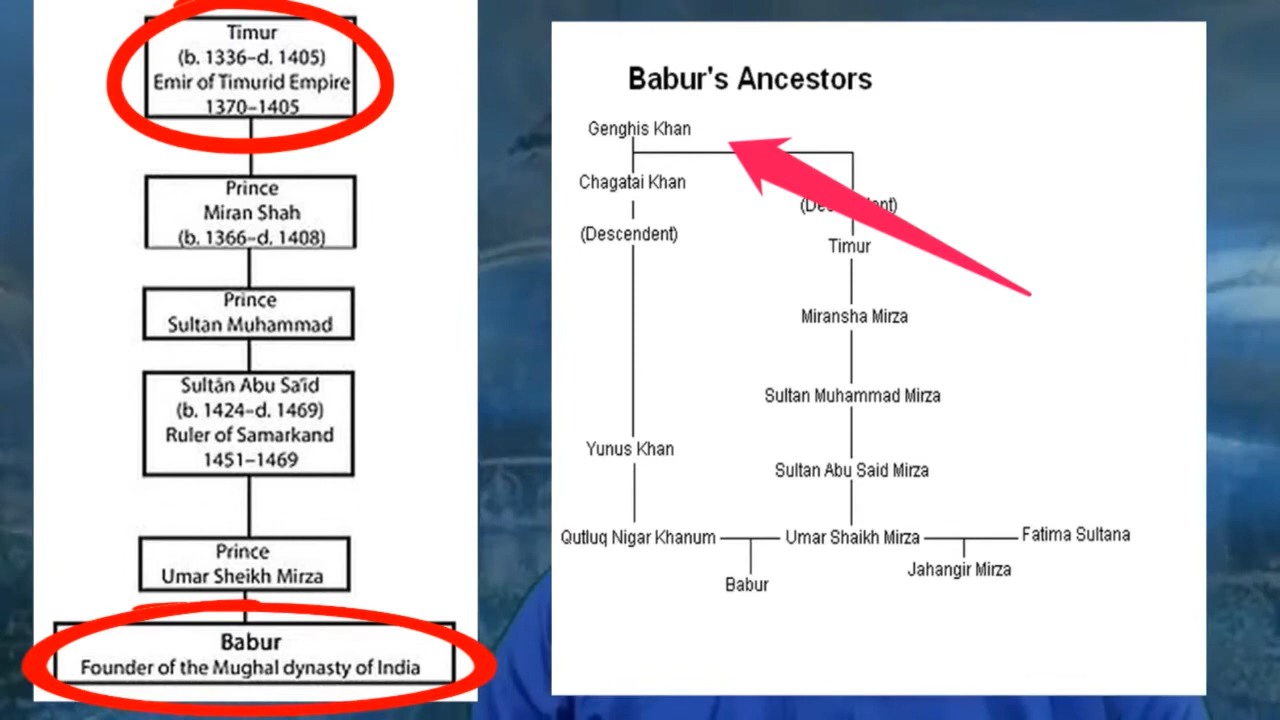 Timur
(b. 1336–d. 1405)
Emir of Timurid Empire
1370–1405
Prince
Miran Shah
(b. 1366–d. 1408)
Prince
Sultan Muhammad
Sultān Abu Sa'īd
(b. 1424–d. 1469)
Ruler of Samarkand
1451–1469
Prince
Umar Sheikh Mirza
Babur
Founder of the Mughal dynasty of India
Babur's Ancestors
Genghis Khan
Chagatai Khan
(Descendent)
Timur
Miransha Mirza
Sultan Muhammad Mirza
Yunus Khan
Sultan Abu Said Mirza
Qutluq Nigar Khanum
Umar Shaikh Mirza
Fatima Sultana
Babur
Jahangir Mirza